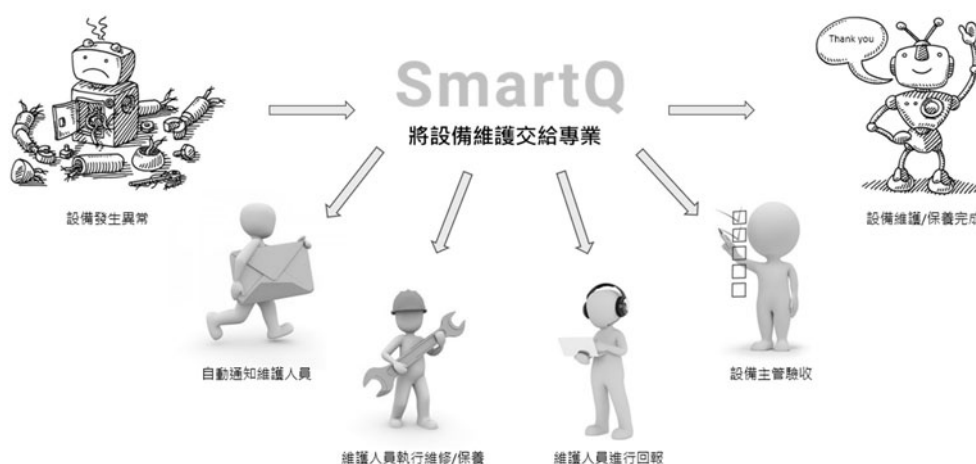 Thank you
SmartQ
將設備維護交給專業
設備發生異常
設備維護/保養完成
自動通知維護人員
設備主管驗收
維護人員執行維修/保養
維護人員進行回報